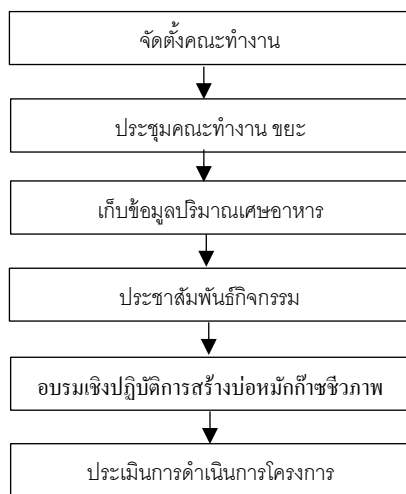 จัดตั้งคณะทำงาน
ประชุมคณะทำงาน ขยะ
เก็บข้อมูลปริมาณเศษอาหาร
ประชาสัมพันธ์กิจกรรม
อบรมเชิงปฏิบัติการสร้างบ่อหมักก๊าซชีวภาพ
ประเมินการดำเนินการโครงการ